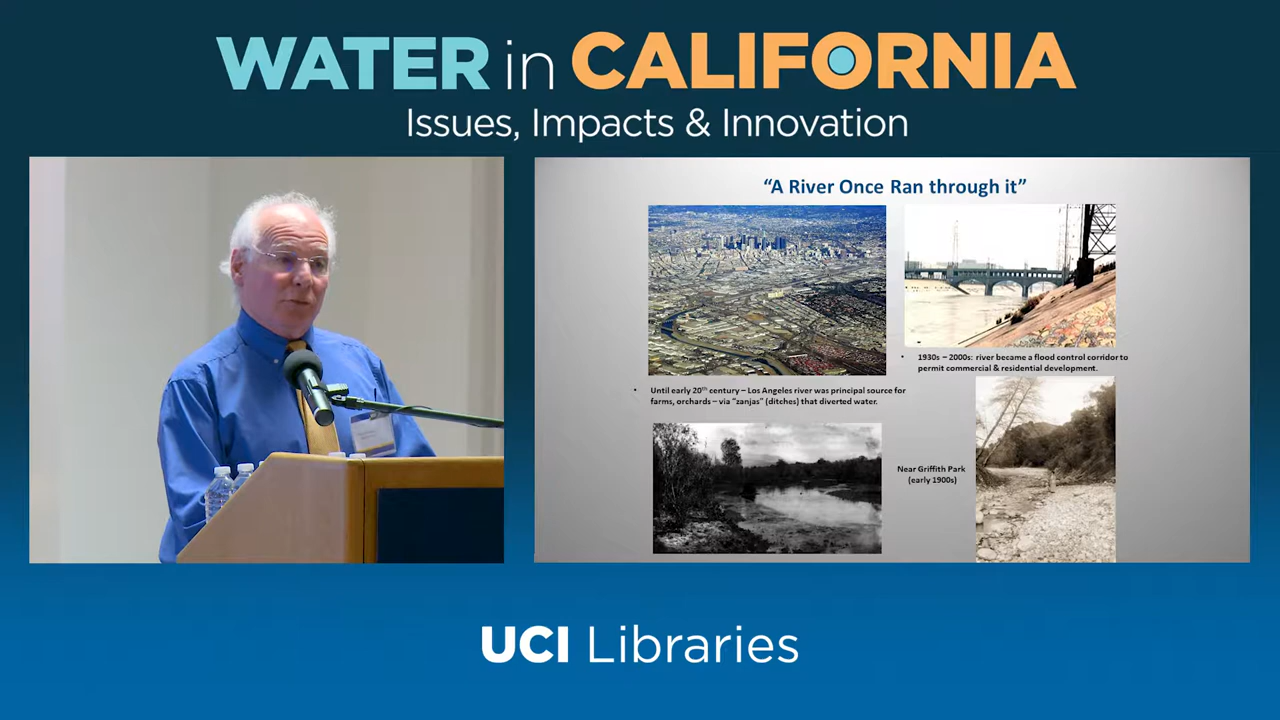 WATER in CALIFORNIA
Issues, Impacts & Innovation
“A River Once Ran through it”
• 1930s – 2000s: river became a flood control corridor to
permit commercial & residential development.
• Until early 20th century – Los Angeles river was principal source for
farms, orchards – via “zanjas” (ditches) that diverted water.
Near Griffith Park
(early 1900s)
UCI Libraries